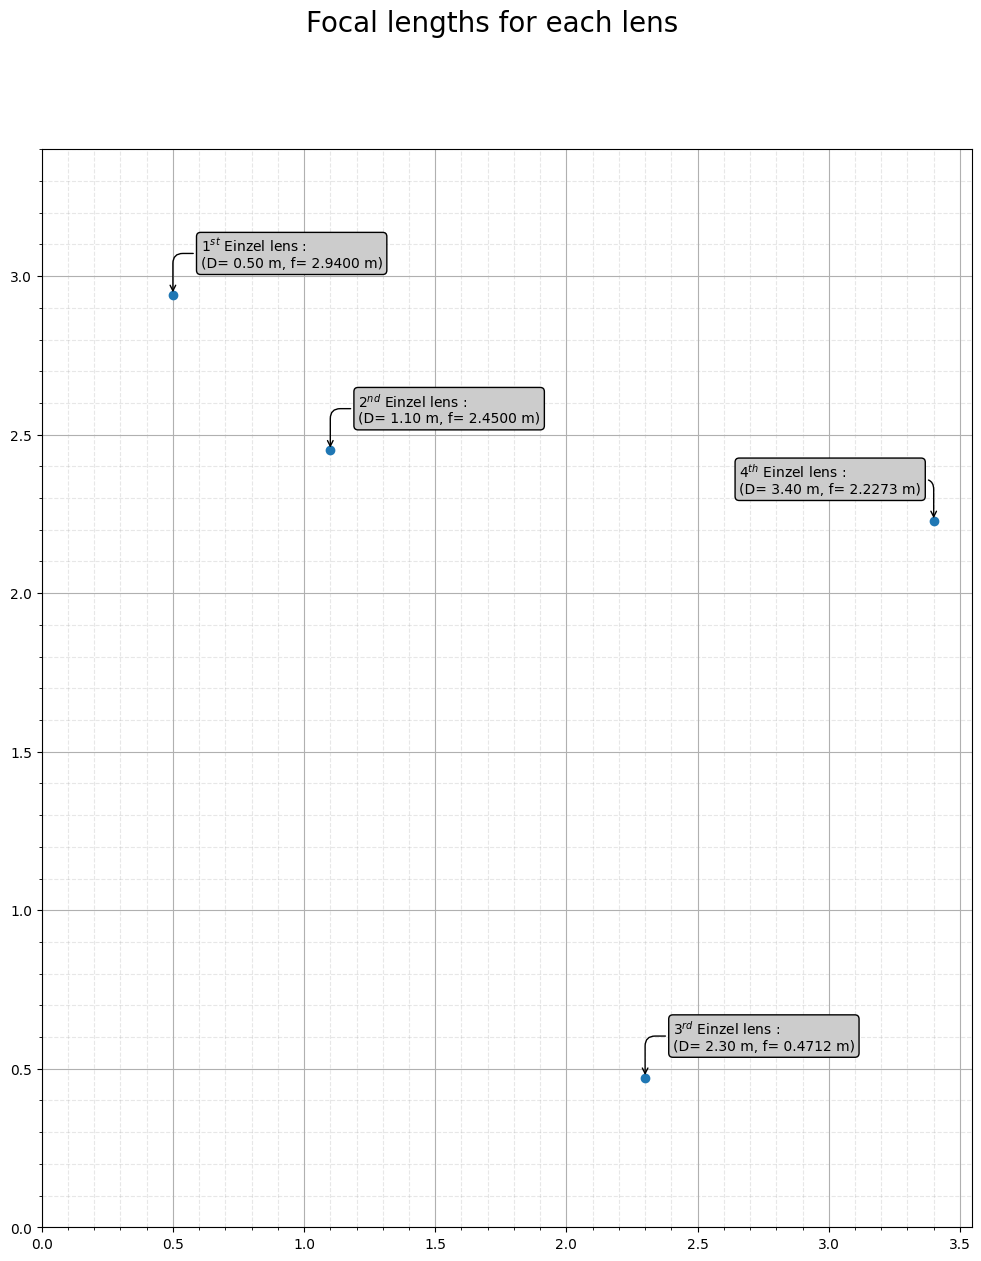 Focal lengths for each lens
1st Einzel lens :
(D= 0.50 m, f= 2.9400 m)
2nd Einzel lens :
(D= 1.10 m, f= 2.4500 m)
4th Einzel lens :
(D= 3.40 m, f= 2.2273 m)
3rd Einzel lens :
(D= 2.30 m, f= 0.4712 m)
3.0
2.5
2.0
1.5
1.0
0.5
0.0
0.0 0.5 1.0 1.5 2.0 2.5 3.0 3.5